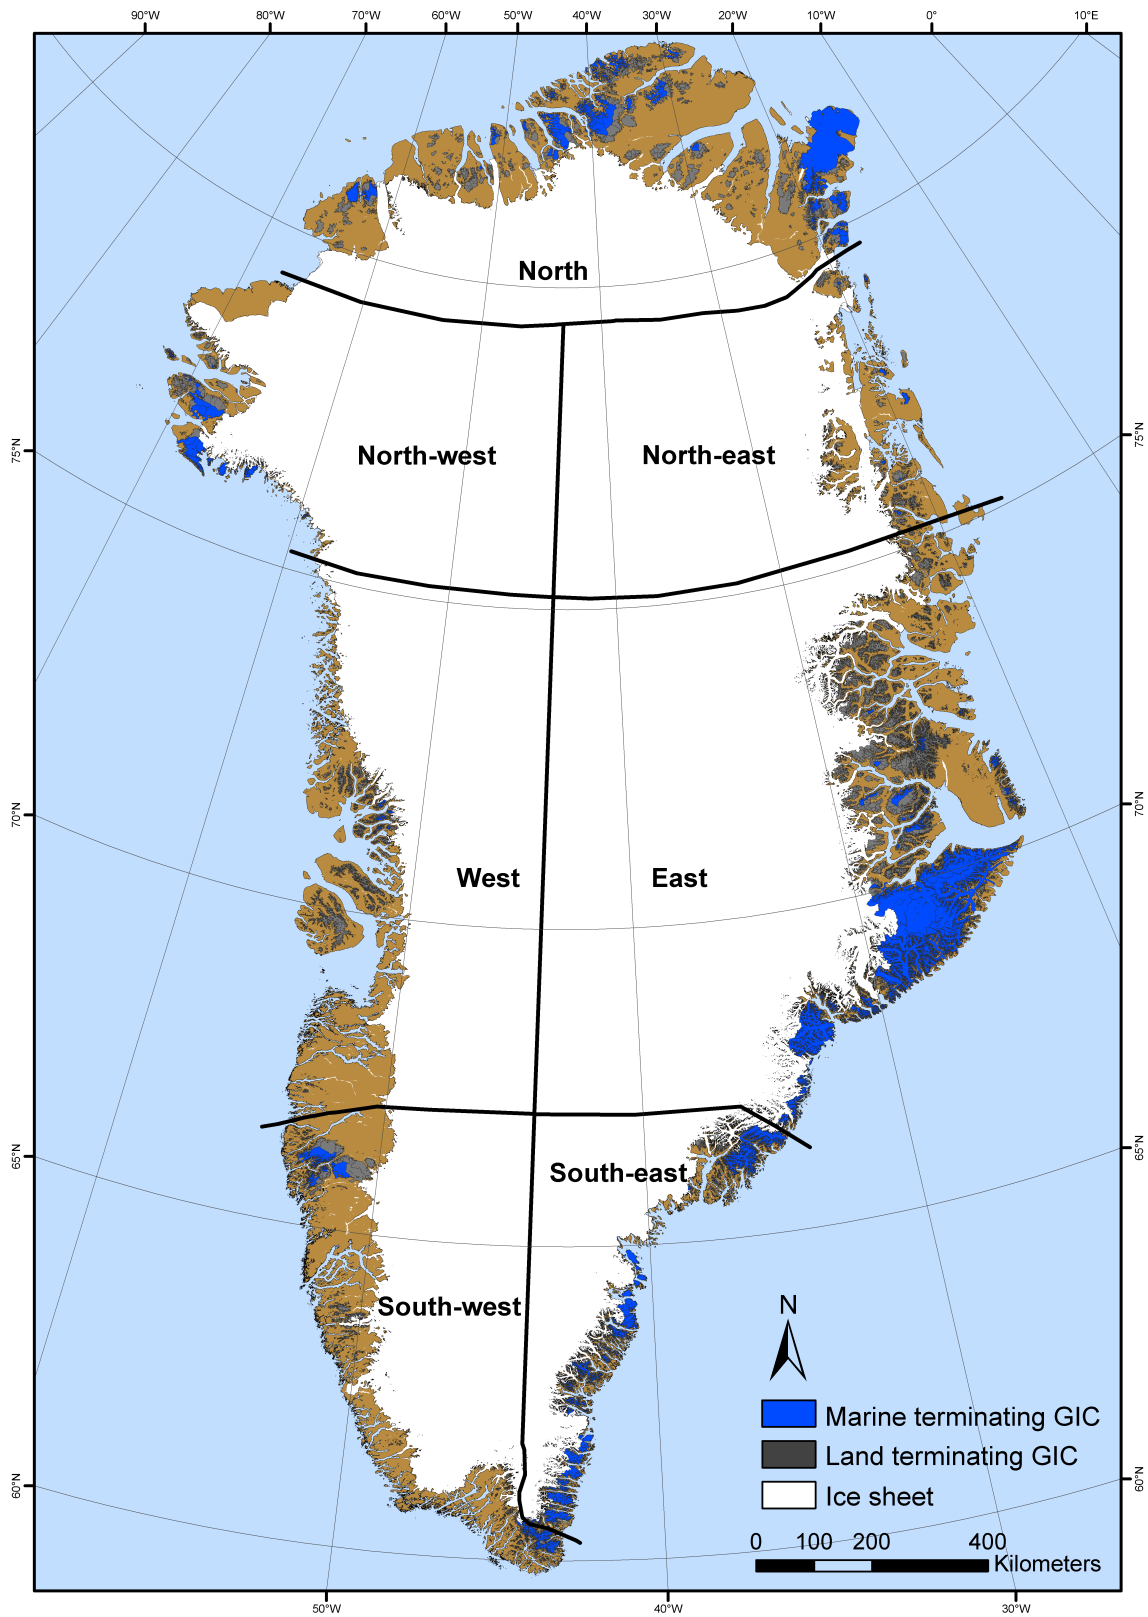 90°W 80°W 70°W 60°W 50°W 40°W 30°W 20°W 10°W 0° 10°E
North
75°N
75°N
North-west
North-east
70°N
70°N
West
East
65°N
65°N
South-east
South-west
N
Marine terminating GIC
Land terminating GIC
Ice sheet
60°N
60°N
0 100 200 400
Kilometers
50°W 40°W 30°W